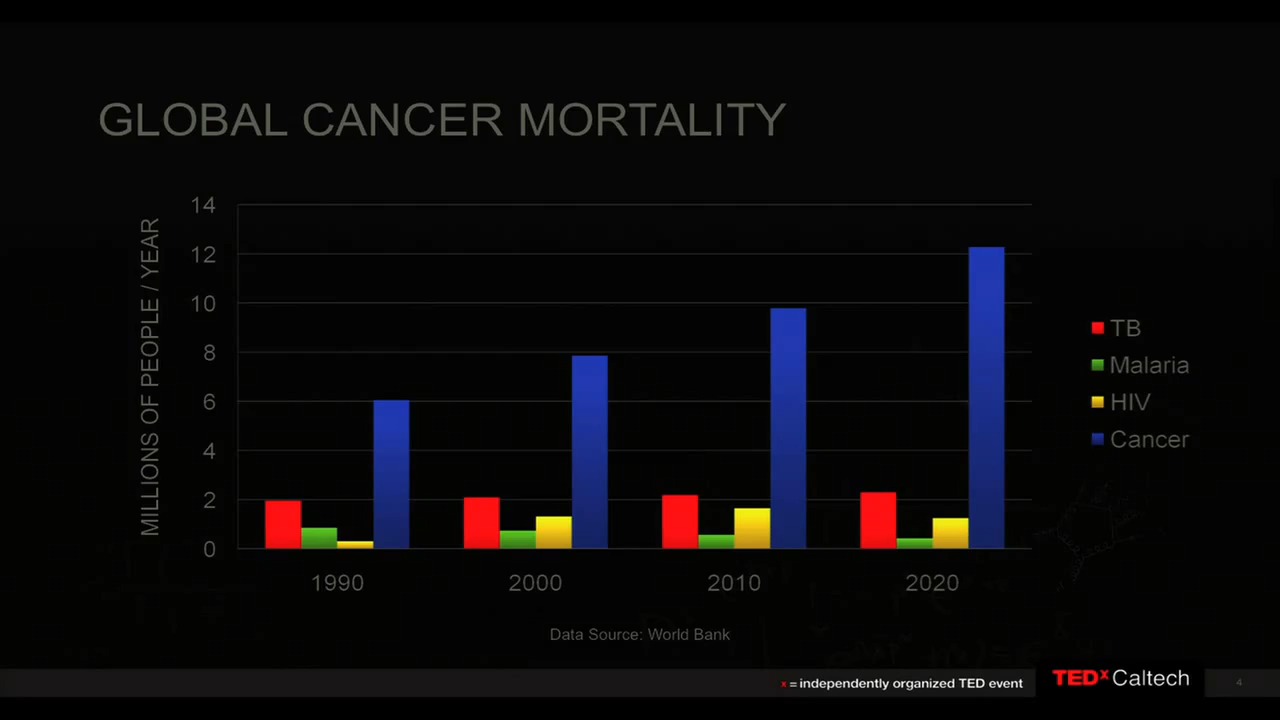 GLOBAL CANCER MORTALITY
MILLIONS OF PEOPLE / YEAR
14
12
10
8
6
4
2
0
1990
2000
2010
2020
TB
Malaria
HIV
Cancer
Data Source: World Bank
x = independently organized TED event
TEDx Caltech
4